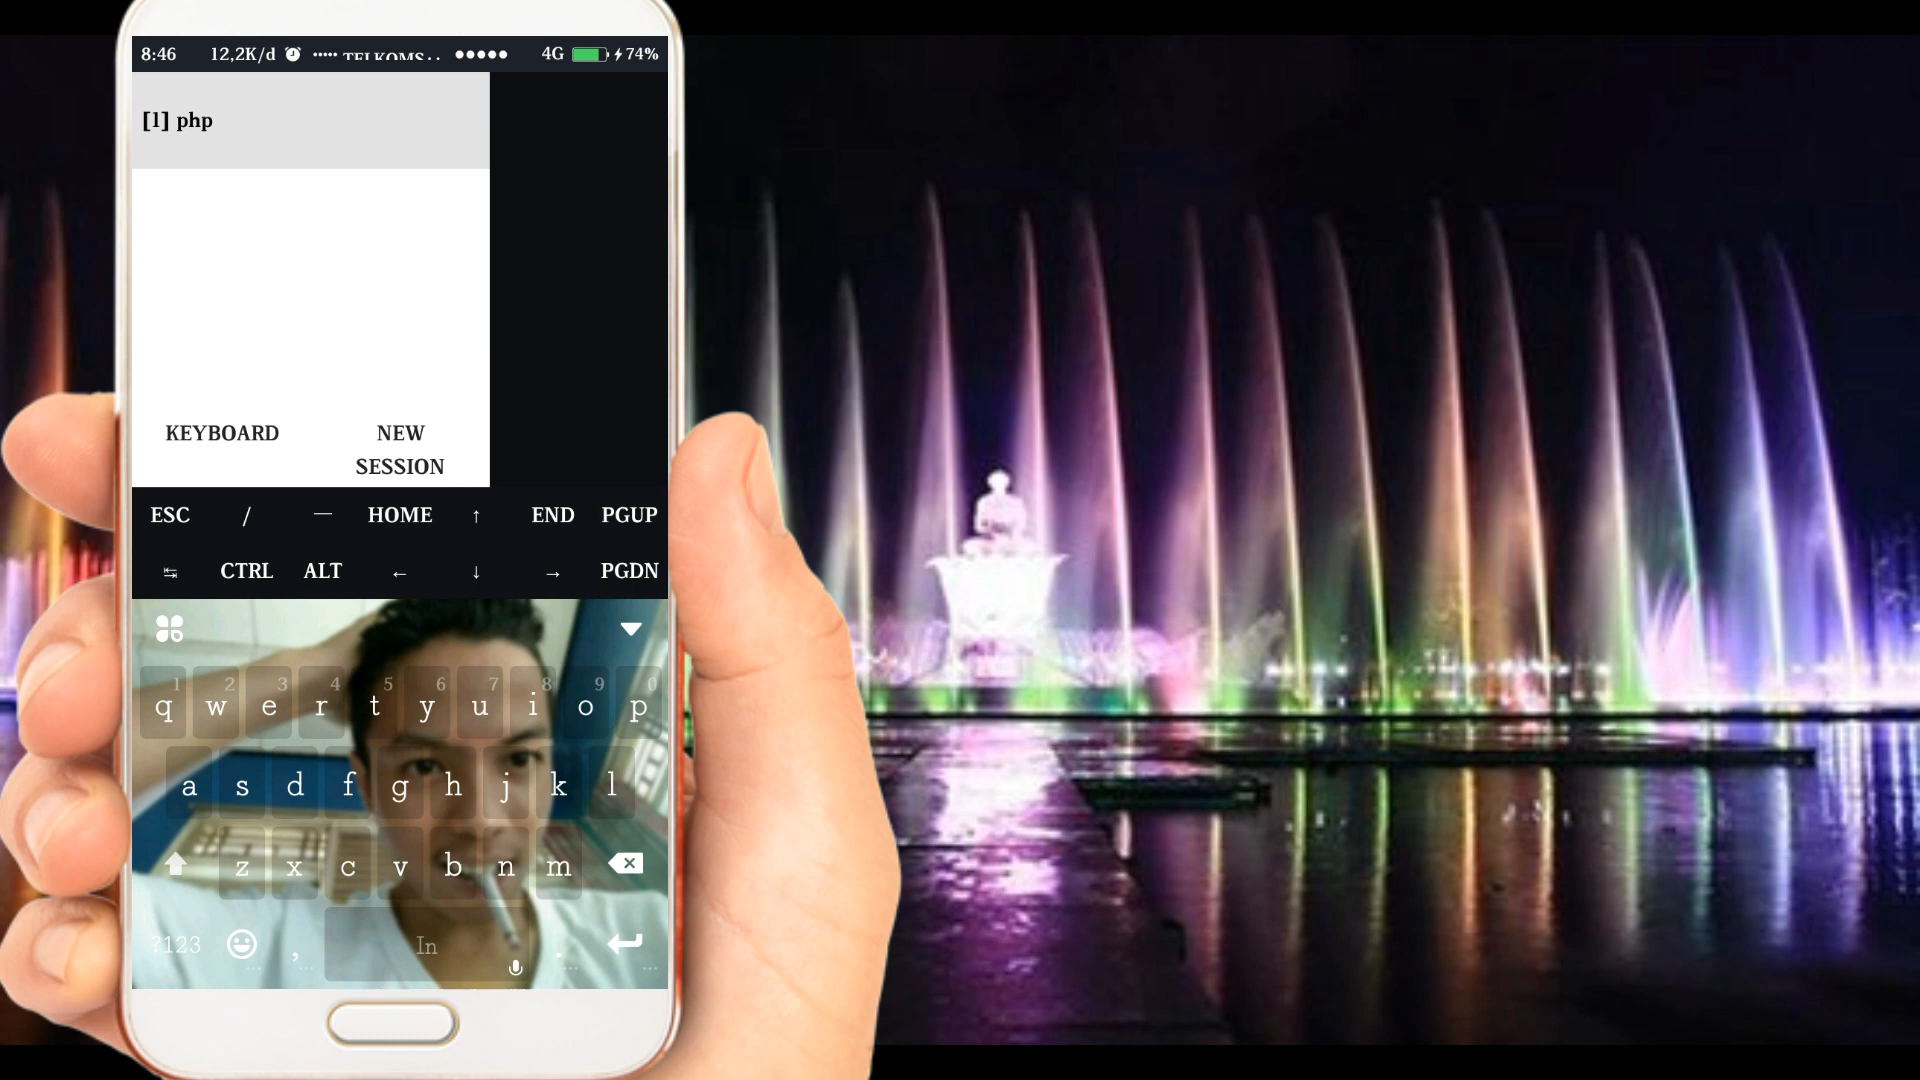 8:46 12,2K/d 4G 74%
[1] php
KEYBOARD NEW
SESSION
ESC / — HOME ↑ END PGUP
↹ CTRL ALT ← ↓ → PGDN
1 2 3 4 5 6 7 8 9 0
q w e r t y u i o p
a s d f g h j k l
z x c v b n m
?123 , In .